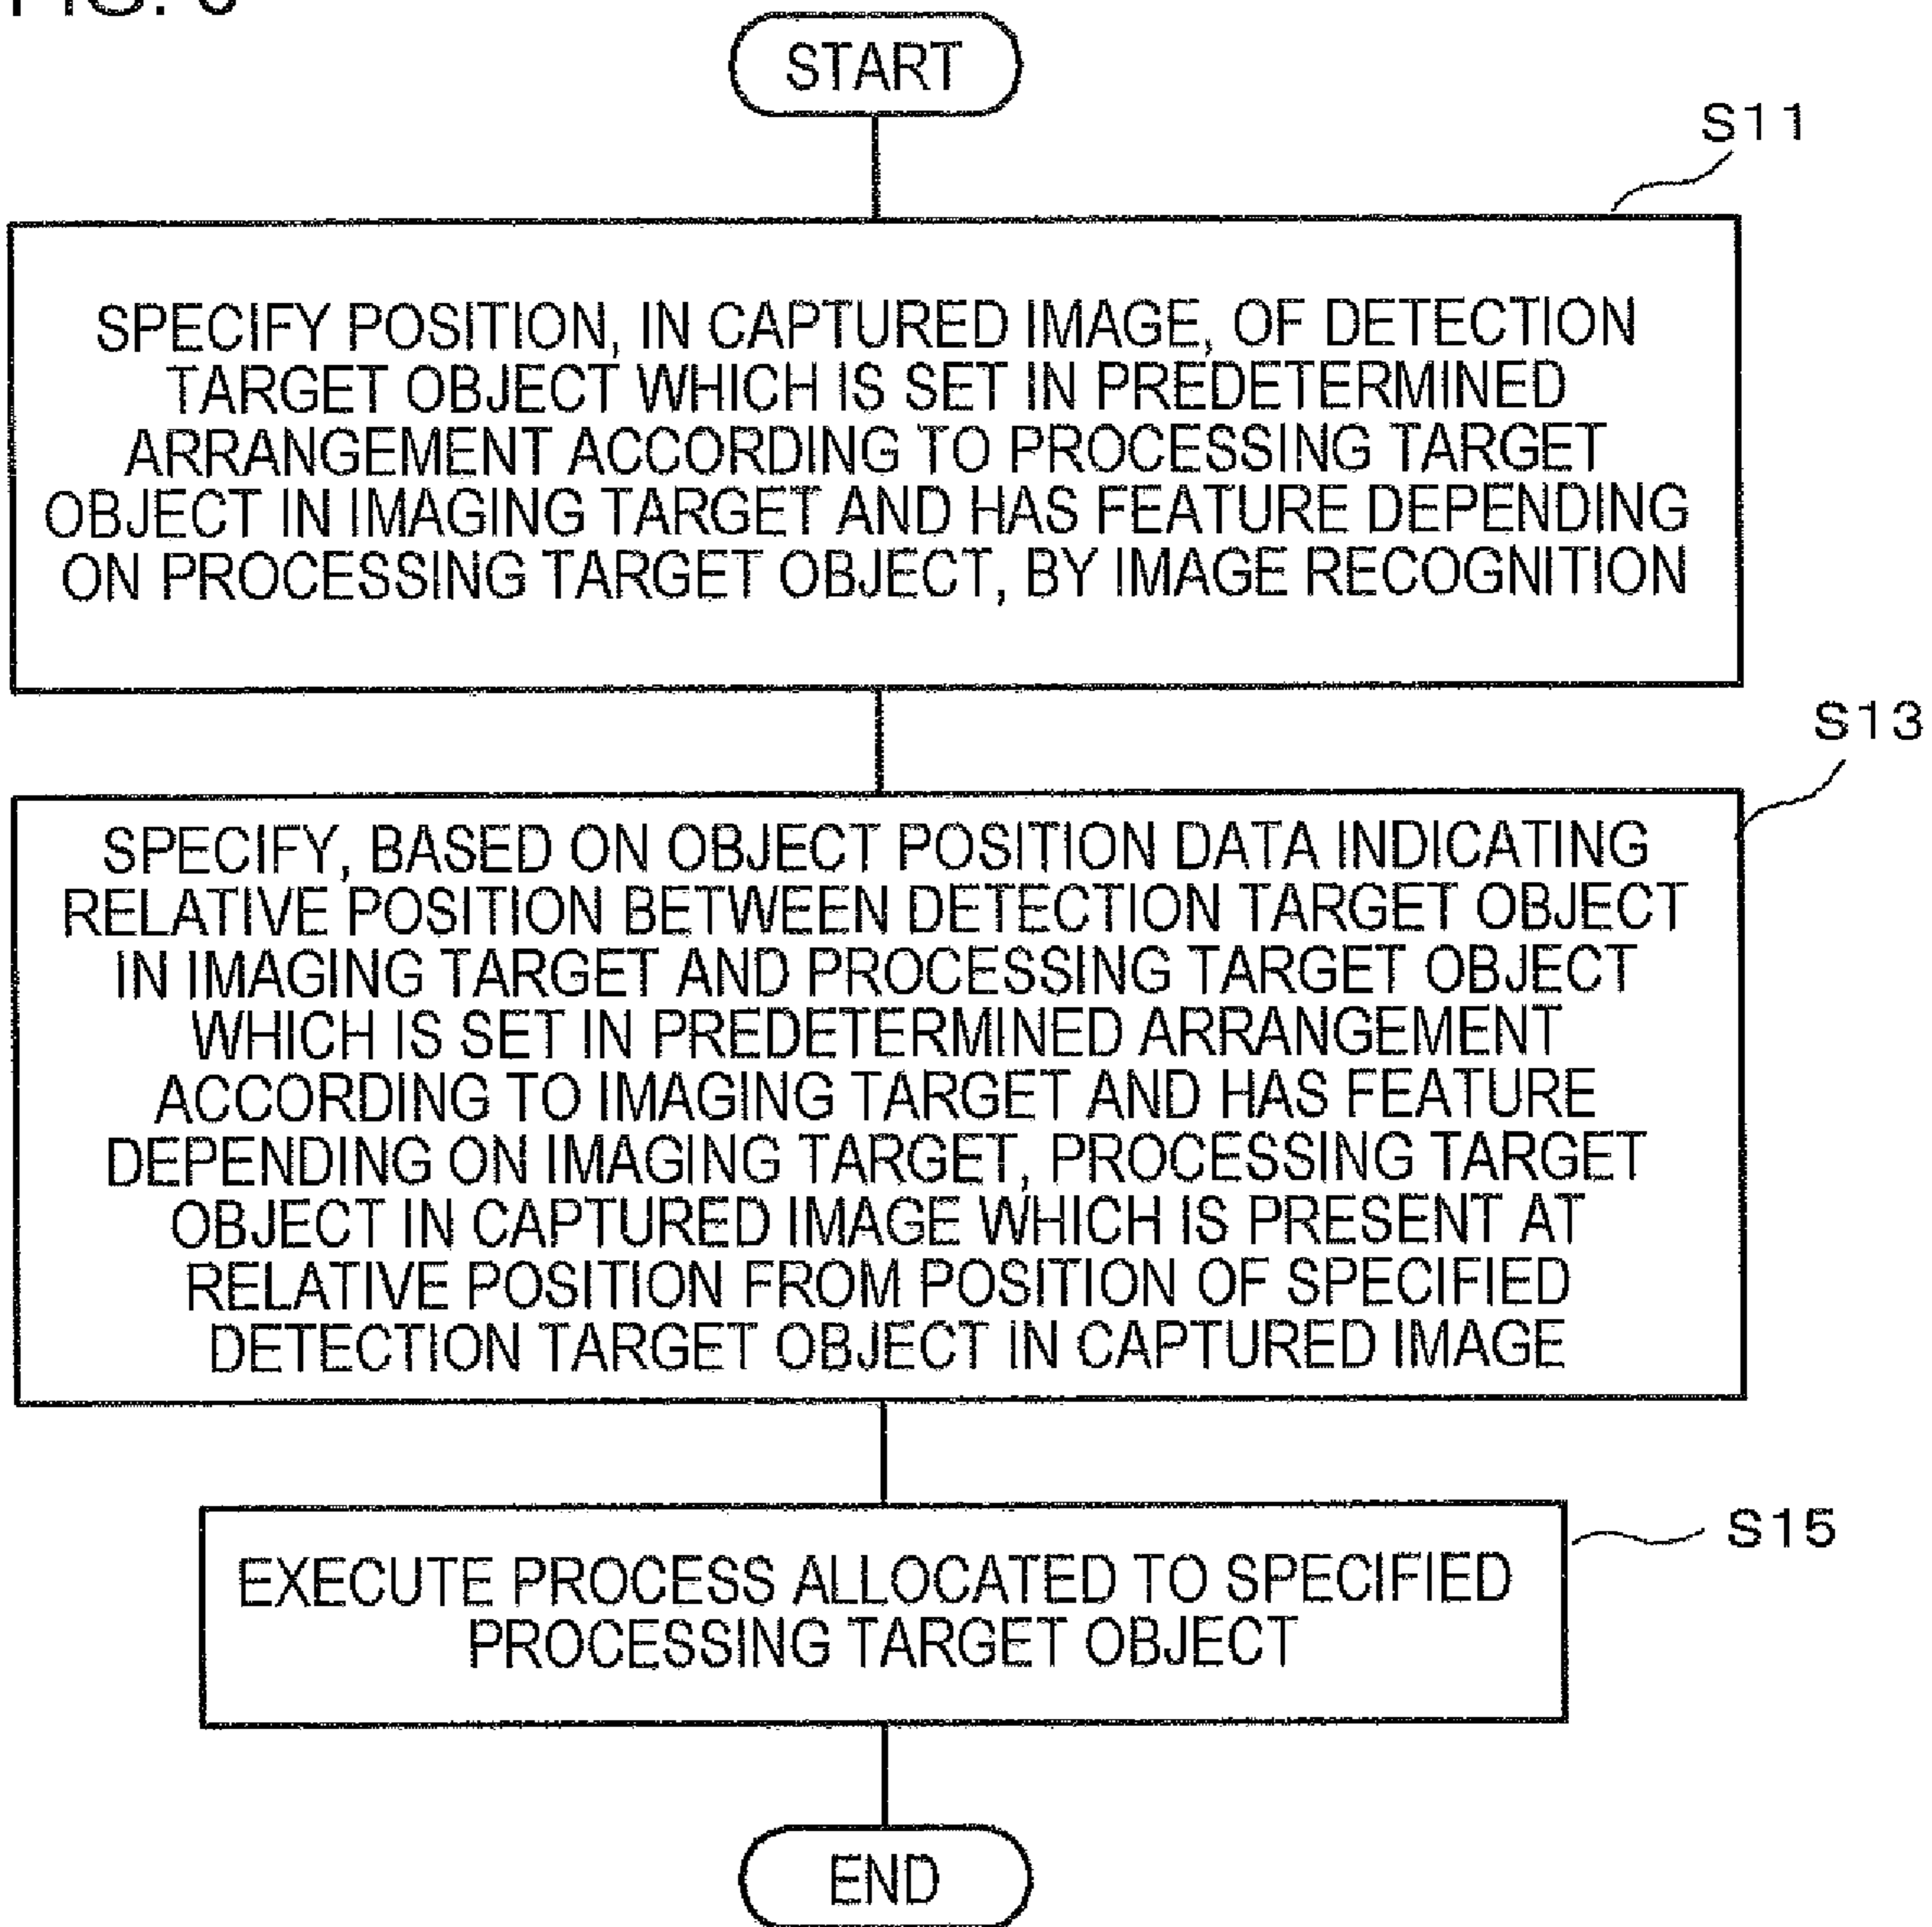 FIG.
START
S11
SPECIFY POSITION, IN CAPTURED IMAGE, OF DETECTION
TARGET OBJECT WHICH IS SET IN PREDETERMINED
ARRANGEMENT ACCORDING TO PROCESSING TARGET
OBJECT IN IMAGING TARGET AND HAS FEATURE DEPENDING
ON PROCESSING TARGET OBJECT, BY IMAGE RECOGNITION
S13
SPECIFY, BASED ON OBJECT POSITION DATA INDICATING
RELATIVE POSITION BETWEEN DETECTION TARGET OBJECT
IN IMAGING TARGET AND PROCESSING TARGET OBJECT
WHICH IS SET IN PREDETERMINED ARRANGEMENT
ACCORDING TO IMAGING TARGET AND HAS FEATURE
DEPENDING ON IMAGING TARGET, PROCESSING TARGET
OBJECT IN CAPTURED IMAGE WHICH IS PRESENT AT
RELATIVE POSITION FROM POSITION OF SPECIFIED
DETECTION TARGET OBJECT IN CAPTURED IMAGE
S15
EXECUTE PROCESS ALLOCATED TO SPECIFIED
PROCESSING TARGET OBJECT
END